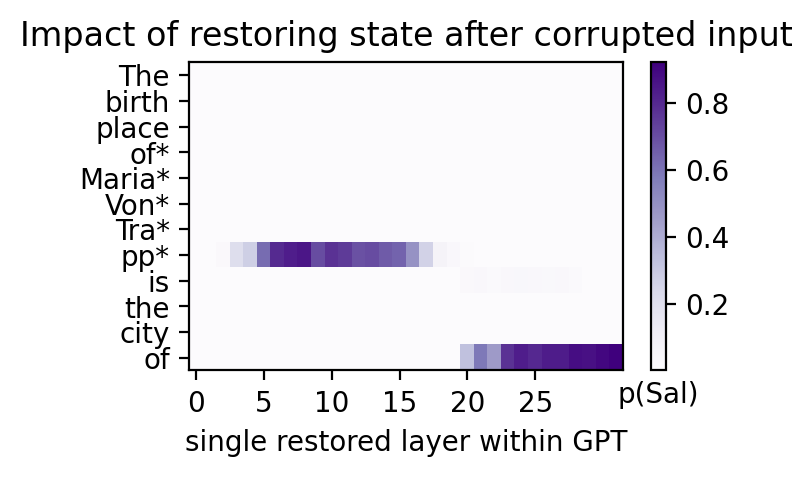 Impact of restoring state after corrupted input
The
birth
place
of*
Maria*
Von*
Tra*
pp*
is
the
city
of
0 5 10 15 20 25
single restored layer within GPT
0.8
0.6
0.4
0.2
p(Sal)